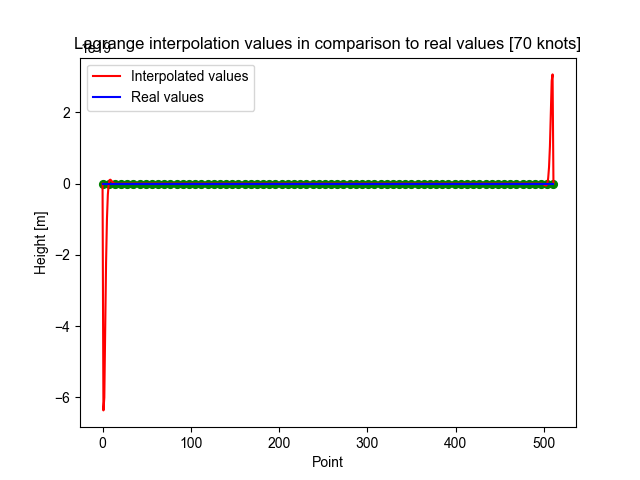 Lagrange interpolation values in comparison to real values [70 knots]
1e19
Interpolated values
Real values
2
0
−2
−4
−6
Height [m]
0 100 200 300 400 500
Point